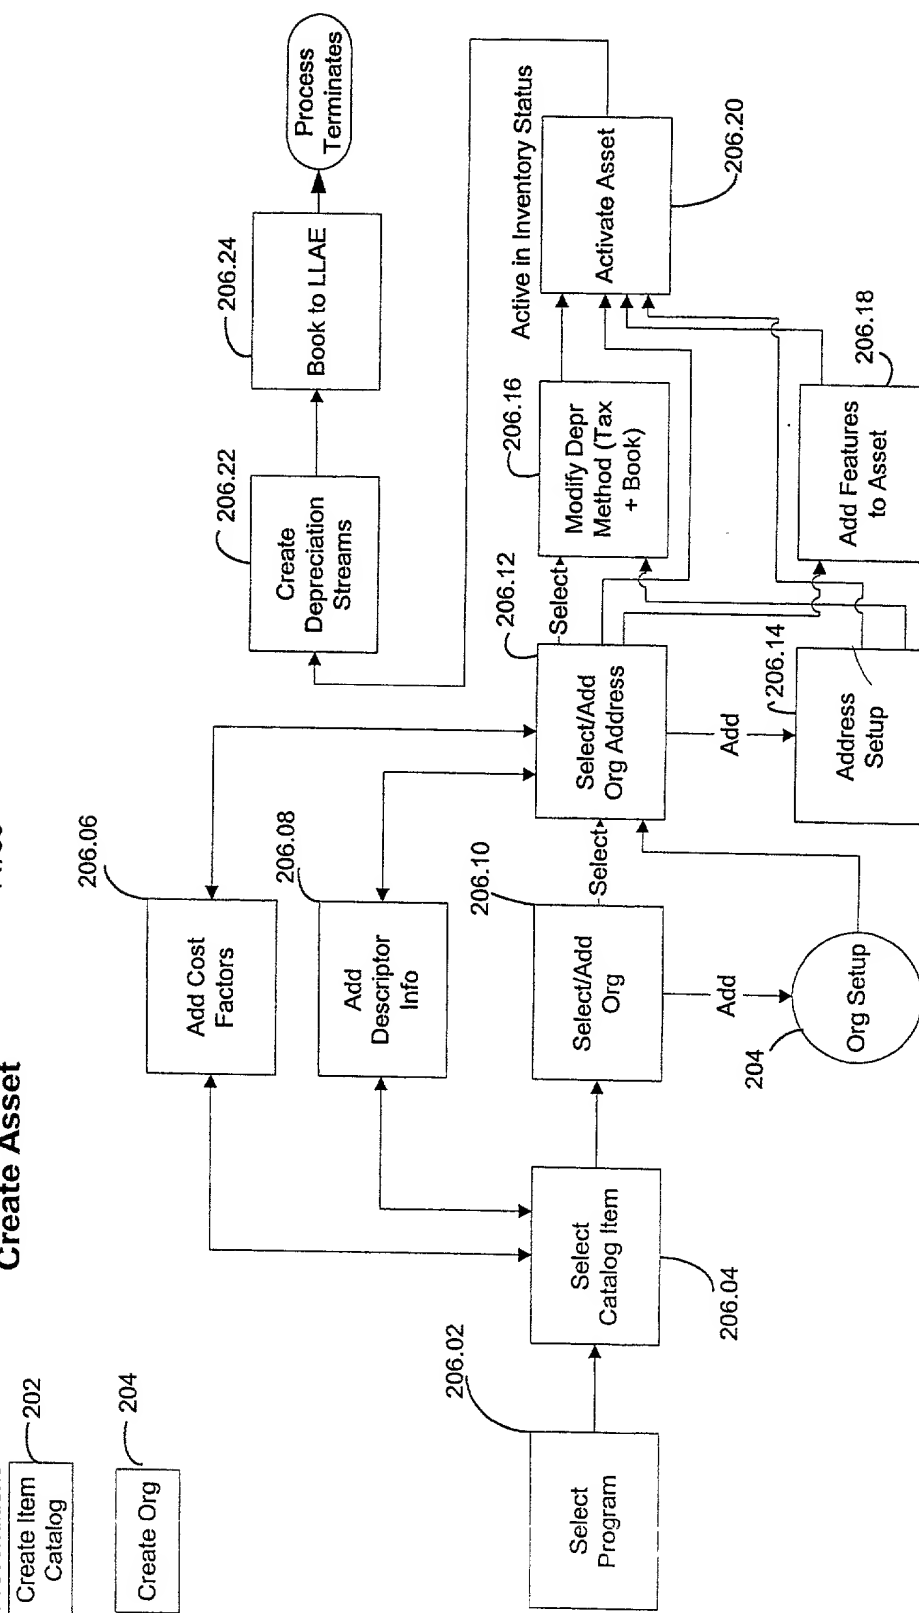 Create Asset
Create Item
Catalog
202
Create Org
204
Select
Program
206.02
Select
Catalog Item
206.04
Add Cost
Factors
206.06
Add
Descriptor
Info
206.08
Select/Add
Org
206.10
Select
Add
Org Setup
204
Select/Add
Org Address
206.12
Select
Add
Address
Setup
206.14
Modify Depr
Method (Tax
+ Book)
206.16
Add Features
to Asset
206.18
Active in Inventory Status
Activate Asset
206.20
Create
Depreciation
Streams
206.22
Book to LLAE
206.24
Process
Terminates